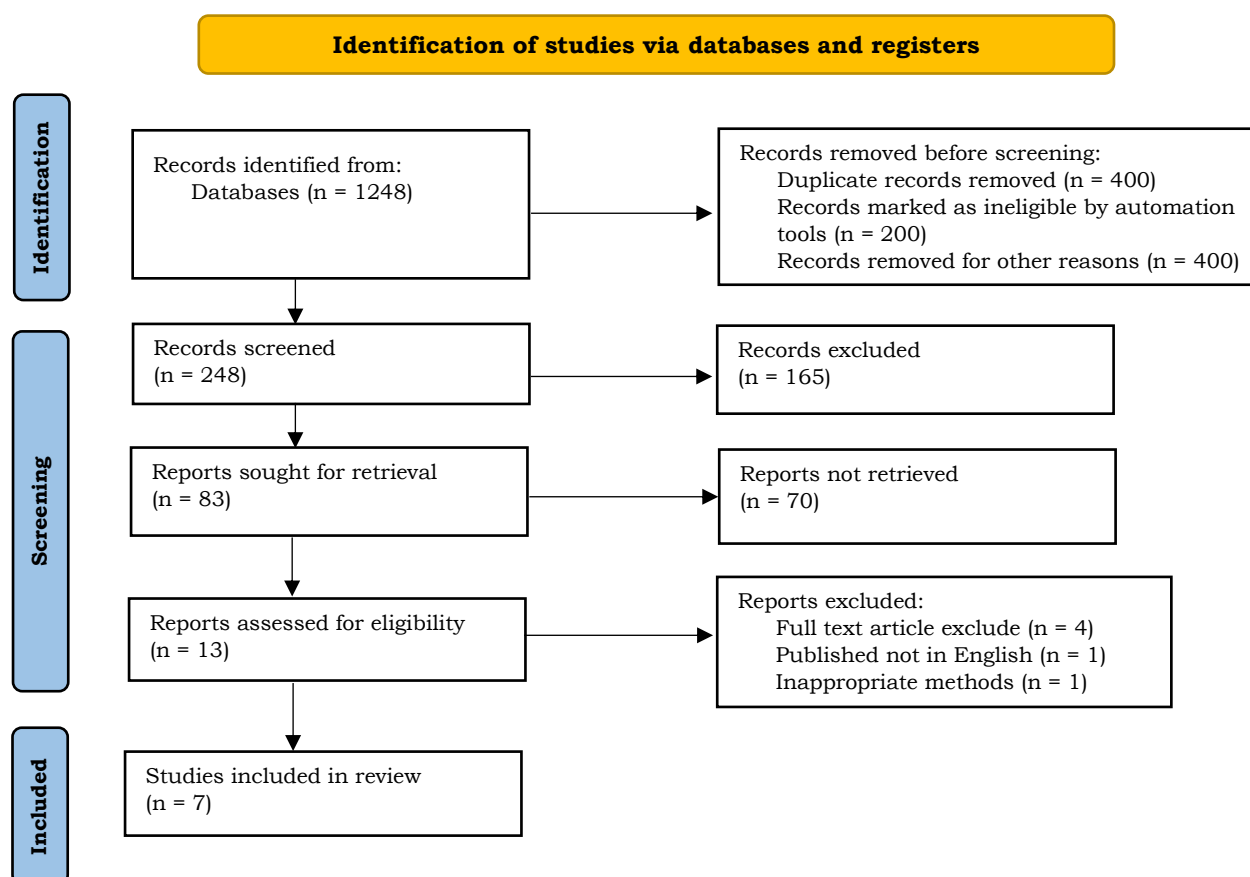 Identification of studies via databases and registers
Identification
Records identified from:
Databases (n = 1248)
Records removed before screening:
Duplicate records removed (n = 400)
Records marked as ineligible by automation
tools (n = 200)
Records removed for other reasons (n = 400)
Screening
Records screened
(n = 248)
Records excluded
(n = 165)
Reports sought for retrieval
(n = 83)
Reports not retrieved
(n = 70)
Reports assessed for eligibility
(n = 13)
Reports excluded:
Full text article exclude (n = 4)
Published not in English (n = 1)
Inappropriate methods (n = 1)
Included
Studies included in review
(n = 7)